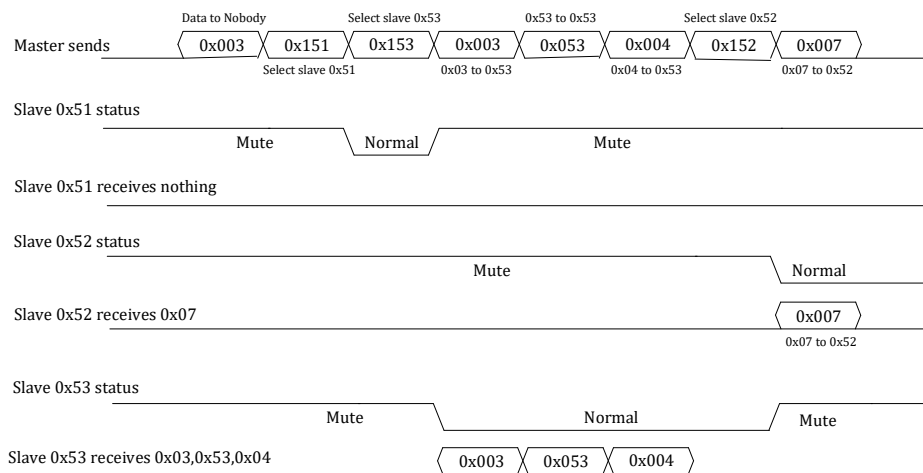 Data to Nobody
Select slave 0x53
0x53 to 0x53
Select slave 0x52
Master sends
0x003
0x151
0x153
0x003
0x053
0x004
0x152
0x007
Select slave 0x51
0x03 to 0x53
0x04 to 0x53
0x07 to 0x52
Slave 0x51 status
Mute
Normal
Mute
Slave 0x51 receives nothing
Slave 0x52 status
Mute
Normal
Slave 0x52 receives 0x07
0x007
0x07 to 0x52
Slave 0x53 status
Mute
Normal
Mute
Slave 0x53 receives 0x03,0x53,0x04
0x003
0x053
0x004